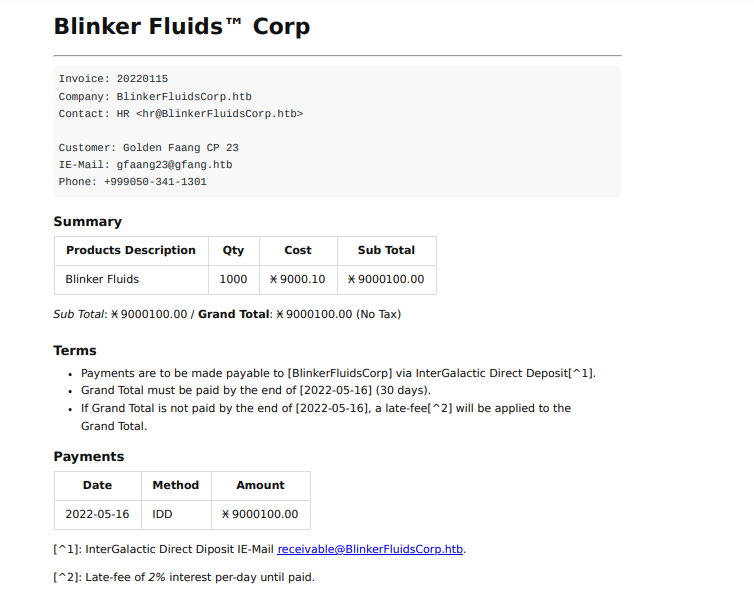 Blinker Fluids™ Corp
Invoice: 20220115
Company: BlinkerFluidsCorp.htb
Contact: HR <hr@BlinkerFluidsCorp.htb>
Customer: Golden Faang CP 23
IE-Mail: gfaang23@gfang.htb
Phone: +999050-341-1301
Summary
Products Description Qty Cost Sub Total
Blinker Fluids 1000 Ӿ 9000.10 Ӿ 9000100.00
Sub Total: Ӿ 9000100.00 / Grand Total: Ӿ 9000100.00 (No Tax)
Terms
• Payments are to be made payable to [BlinkerFluidsCorp] via InterGalactic Direct Deposit[^1].
• Grand Total must be paid by the end of [2022-05-16] (30 days).
• If Grand Total is not paid by the end of [2022-05-16], a late-fee[^2] will be applied to the
Grand Total.
Payments
Date Method Amount
2022-05-16 IDD Ӿ 9000100.00
[^1]: InterGalactic Direct Diposit IE-Mail receivable@BlinkerFluidsCorp.htb.
[^2]: Late-fee of 2% interest per-day until paid.